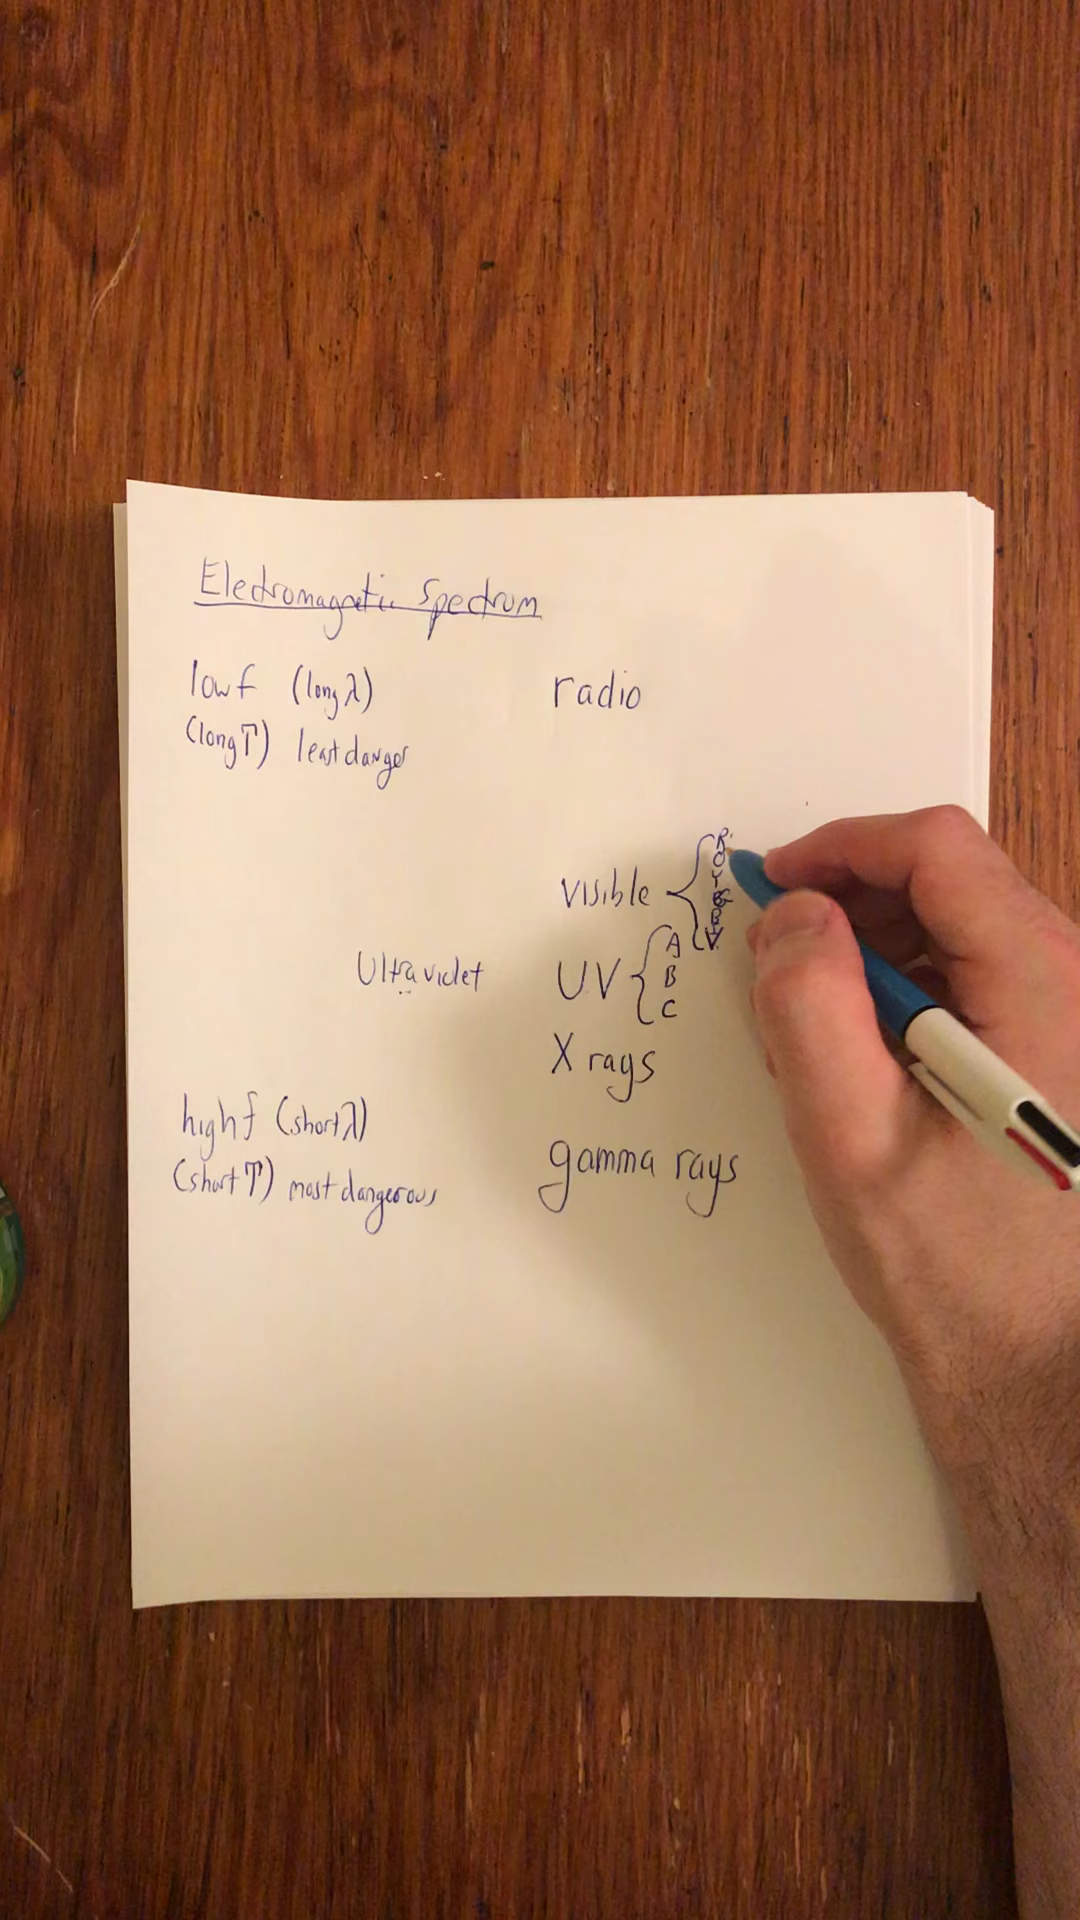 Electromagnetic Spectrum
low f (long λ)
radio
(long T) least danger
R
O
Y
B
V
visible
A
Ultraviolet
UV
B
C
X rays
high f (short λ)
gamma rays
(short T) most dangerous